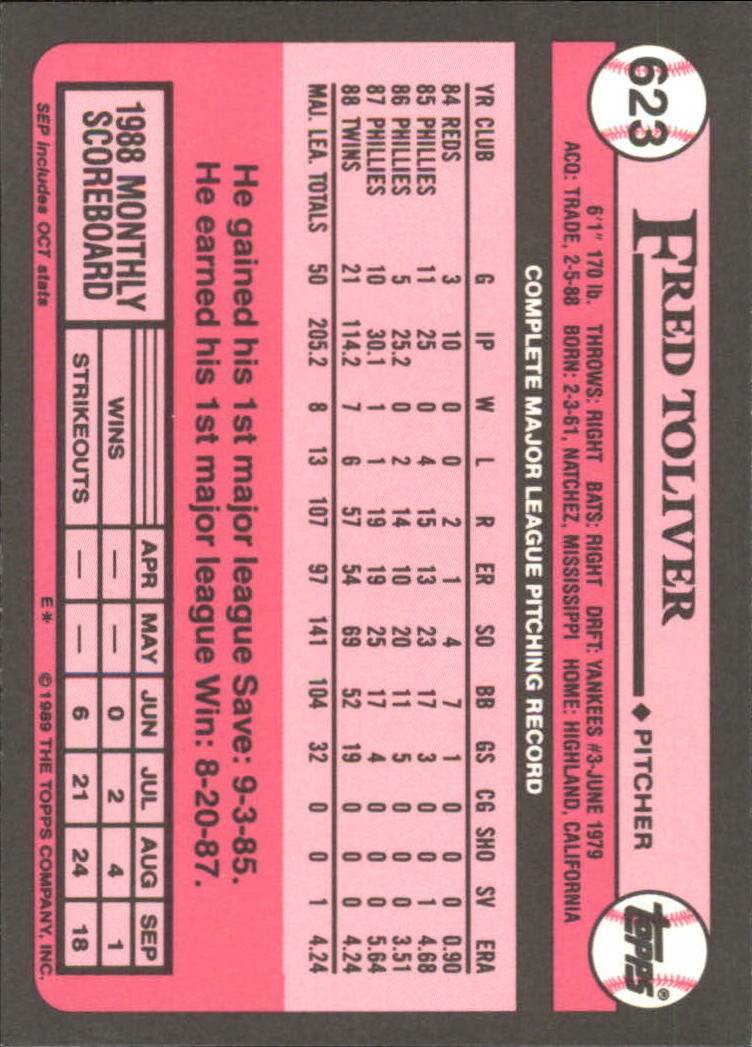 623
FRED TOLIVER ◆ PITCHER
Topps®
6'1" 170 lb. THROWS: RIGHT BATS: RIGHT DRFT: YANKEES #3-JUNE 1979
ACQ: TRADE, 2-5-88 BORN: 2-3-61, NATCHEZ, MISSISSIPPI HOME: HIGHLAND, CALIFORNIA
COMPLETE MAJOR LEAGUE PITCHING RECORD
YR CLUB G IP W L R ER SO BB GS CG SHO SV ERA
84 REDS 3 10 0 0 2 1 4 7 1 0 0 0 0.90
85 PHILLIES 11 25 0 4 15 13 23 17 3 0 0 1 4.68
86 PHILLIES 5 25.2 0 2 14 10 20 11 5 0 0 0 3.51
87 PHILLIES 10 30.1 1 1 19 19 25 17 4 0 0 0 5.64
88 TWINS 21 114.2 7 6 57 54 69 52 19 0 0 0 4.24
MAJ. LEA. TOTALS 50 205.2 8 13 107 97 141 104 32 0 0 1 4.24
He gained his 1st major league Save: 9-3-85.
He earned his 1st major league Win: 8-20-87.
1988 MONTHLY
SCOREBOARD
APR MAY JUN JUL AUG SEP
WINS — — 0 2 4 1
STRIKEOUTS — — 6 21 24 18
SEP includes OCT stats E* ©1989 THE TOPPS COMPANY, INC.